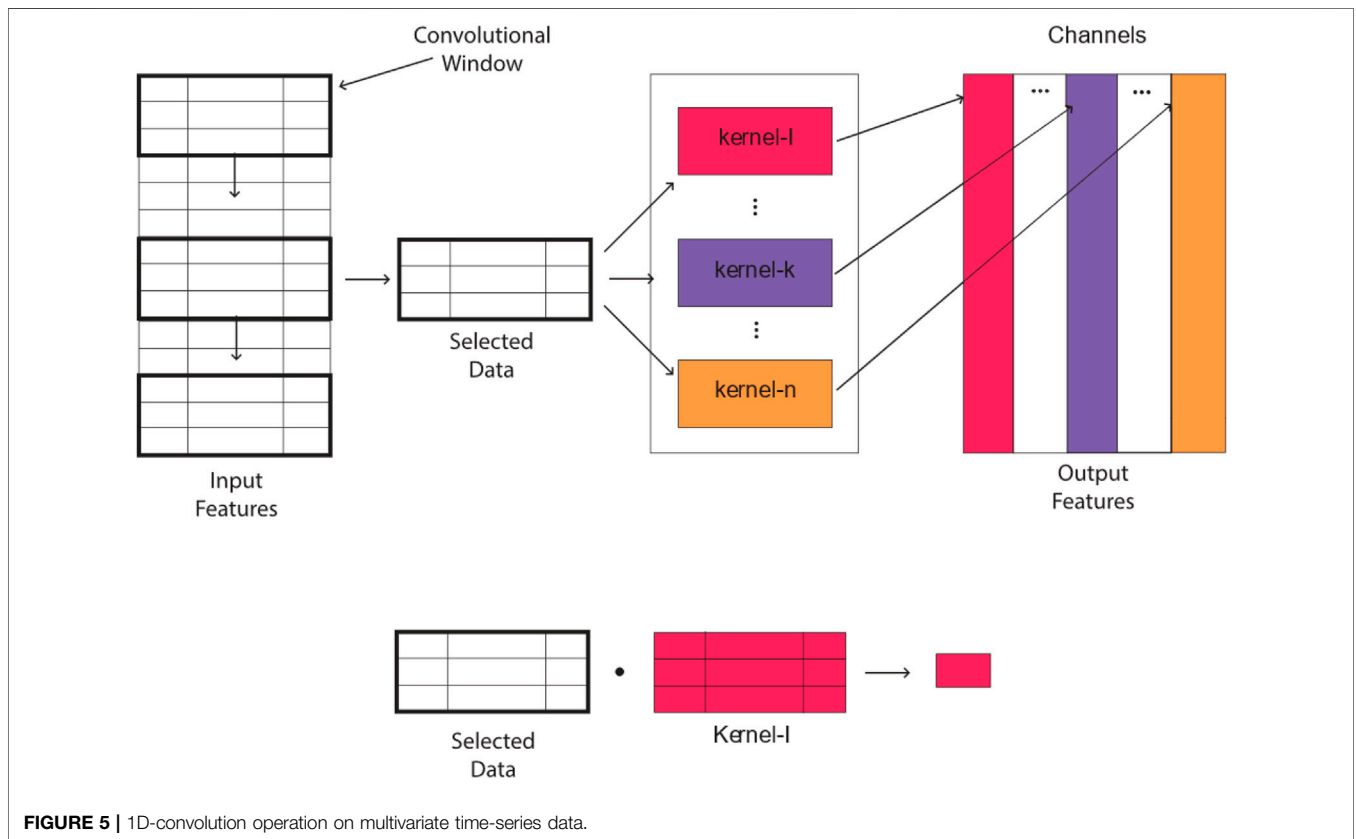 Convolutional
Window
Channels
...
...
kernel-I
...
kernel-k
...
kernel-n
Selected
Data
Input
Features
Output
Features
Selected
Data
•
Kernel-I
FIGURE 5 | 1D-convolution operation on multivariate time-series data.